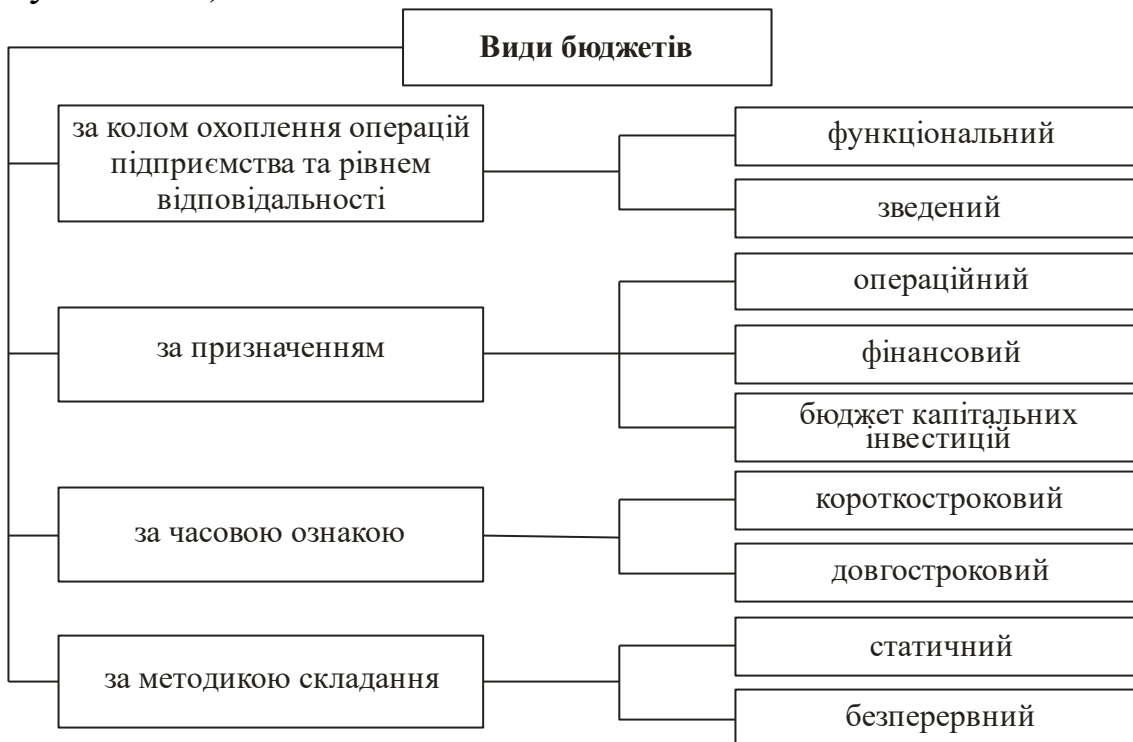 Види бюджетів
за колом охоплення операцій
підприємства та рівнем
відповідальності
функціональний
зведений
за призначенням
операційний
фінансовий
бюджет капітальних
інвестицій
за часовою ознакою
короткостроковий
довгостроковий
за методикою складання
статичний
безперервний